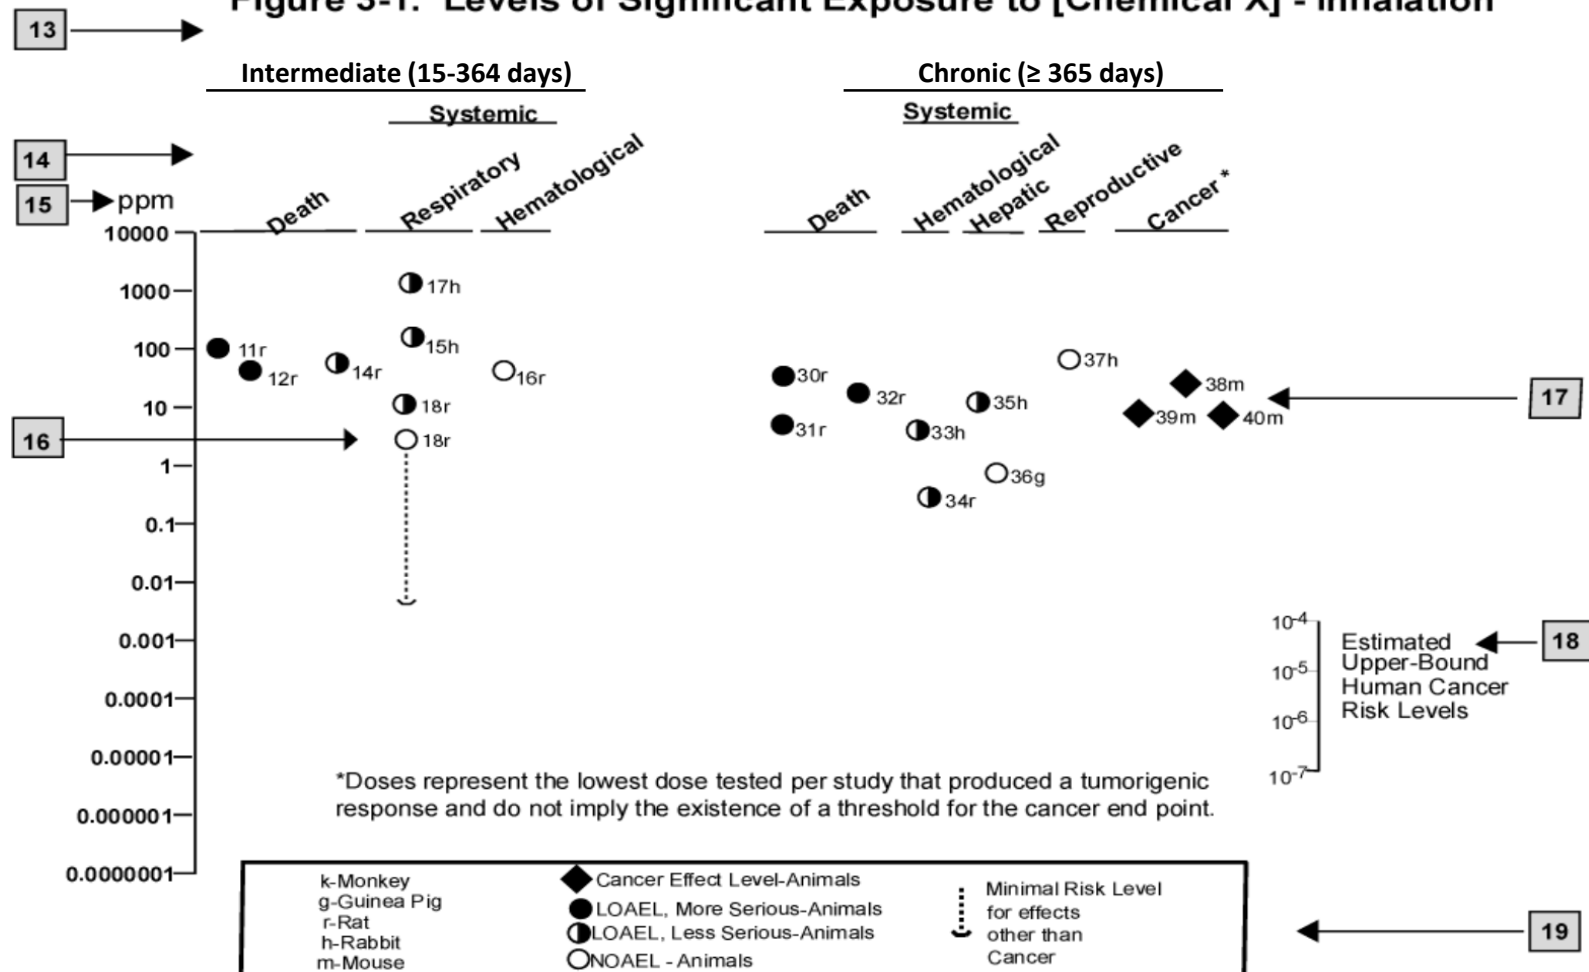 Figure 3-1. Levels of Significant Exposure to [Chemical X] - Inhalation
13
Intermediate (15-364 days)
Chronic (≥ 365 days)
Systemic
Systemic
14
15
ppm
Death
Respiratory
Hematological
Death
Hematological
Hepatic
Reproductive
Cancer*
10000
1000
100
10
1
0.1
0.01
0.001
0.0001
0.00001
0.000001
0.0000001
17h
15h
11r
12r
14r
16r
18r
18r
16
30r
31r
32r
33h
34r
35h
36g
37h
38m
39m
40m
17
10-4
10-5
10-6
10-7
Estimated
Upper-Bound
Human Cancer
Risk Levels
18
*Doses represent the lowest dose tested per study that produced a tumorigenic
response and do not imply the existence of a threshold for the cancer end point.
k-Monkey
g-Guinea Pig
r-Rat
h-Rabbit
m-Mouse
Cancer Effect Level-Animals
LOAEL, More Serious-Animals
LOAEL, Less Serious-Animals
NOAEL - Animals
Minimal Risk Level
for effects
other than
Cancer
19